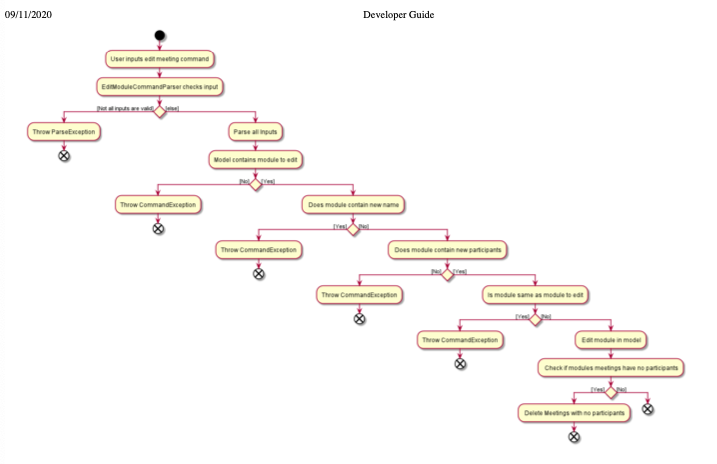 09/11/2020
Developer Guide
User inputs edit meeting command
EditModuleCommandParser checks input
[Not all inputs are valid]
[else]
Throw ParseException
Parse all inputs
Model contains module to edit
[No]
[Yes]
Throw CommandException
Does module contain new name
[Yes]
[No]
Throw CommandException
Does module contain new participants
[No]
[Yes]
Throw CommandException
Is module same as module to edit
[Yes]
[No]
Throw CommandException
Edit module in model
Check if modules meetings have no participants
[Yes]
[No]
Delete Meetings with no participants